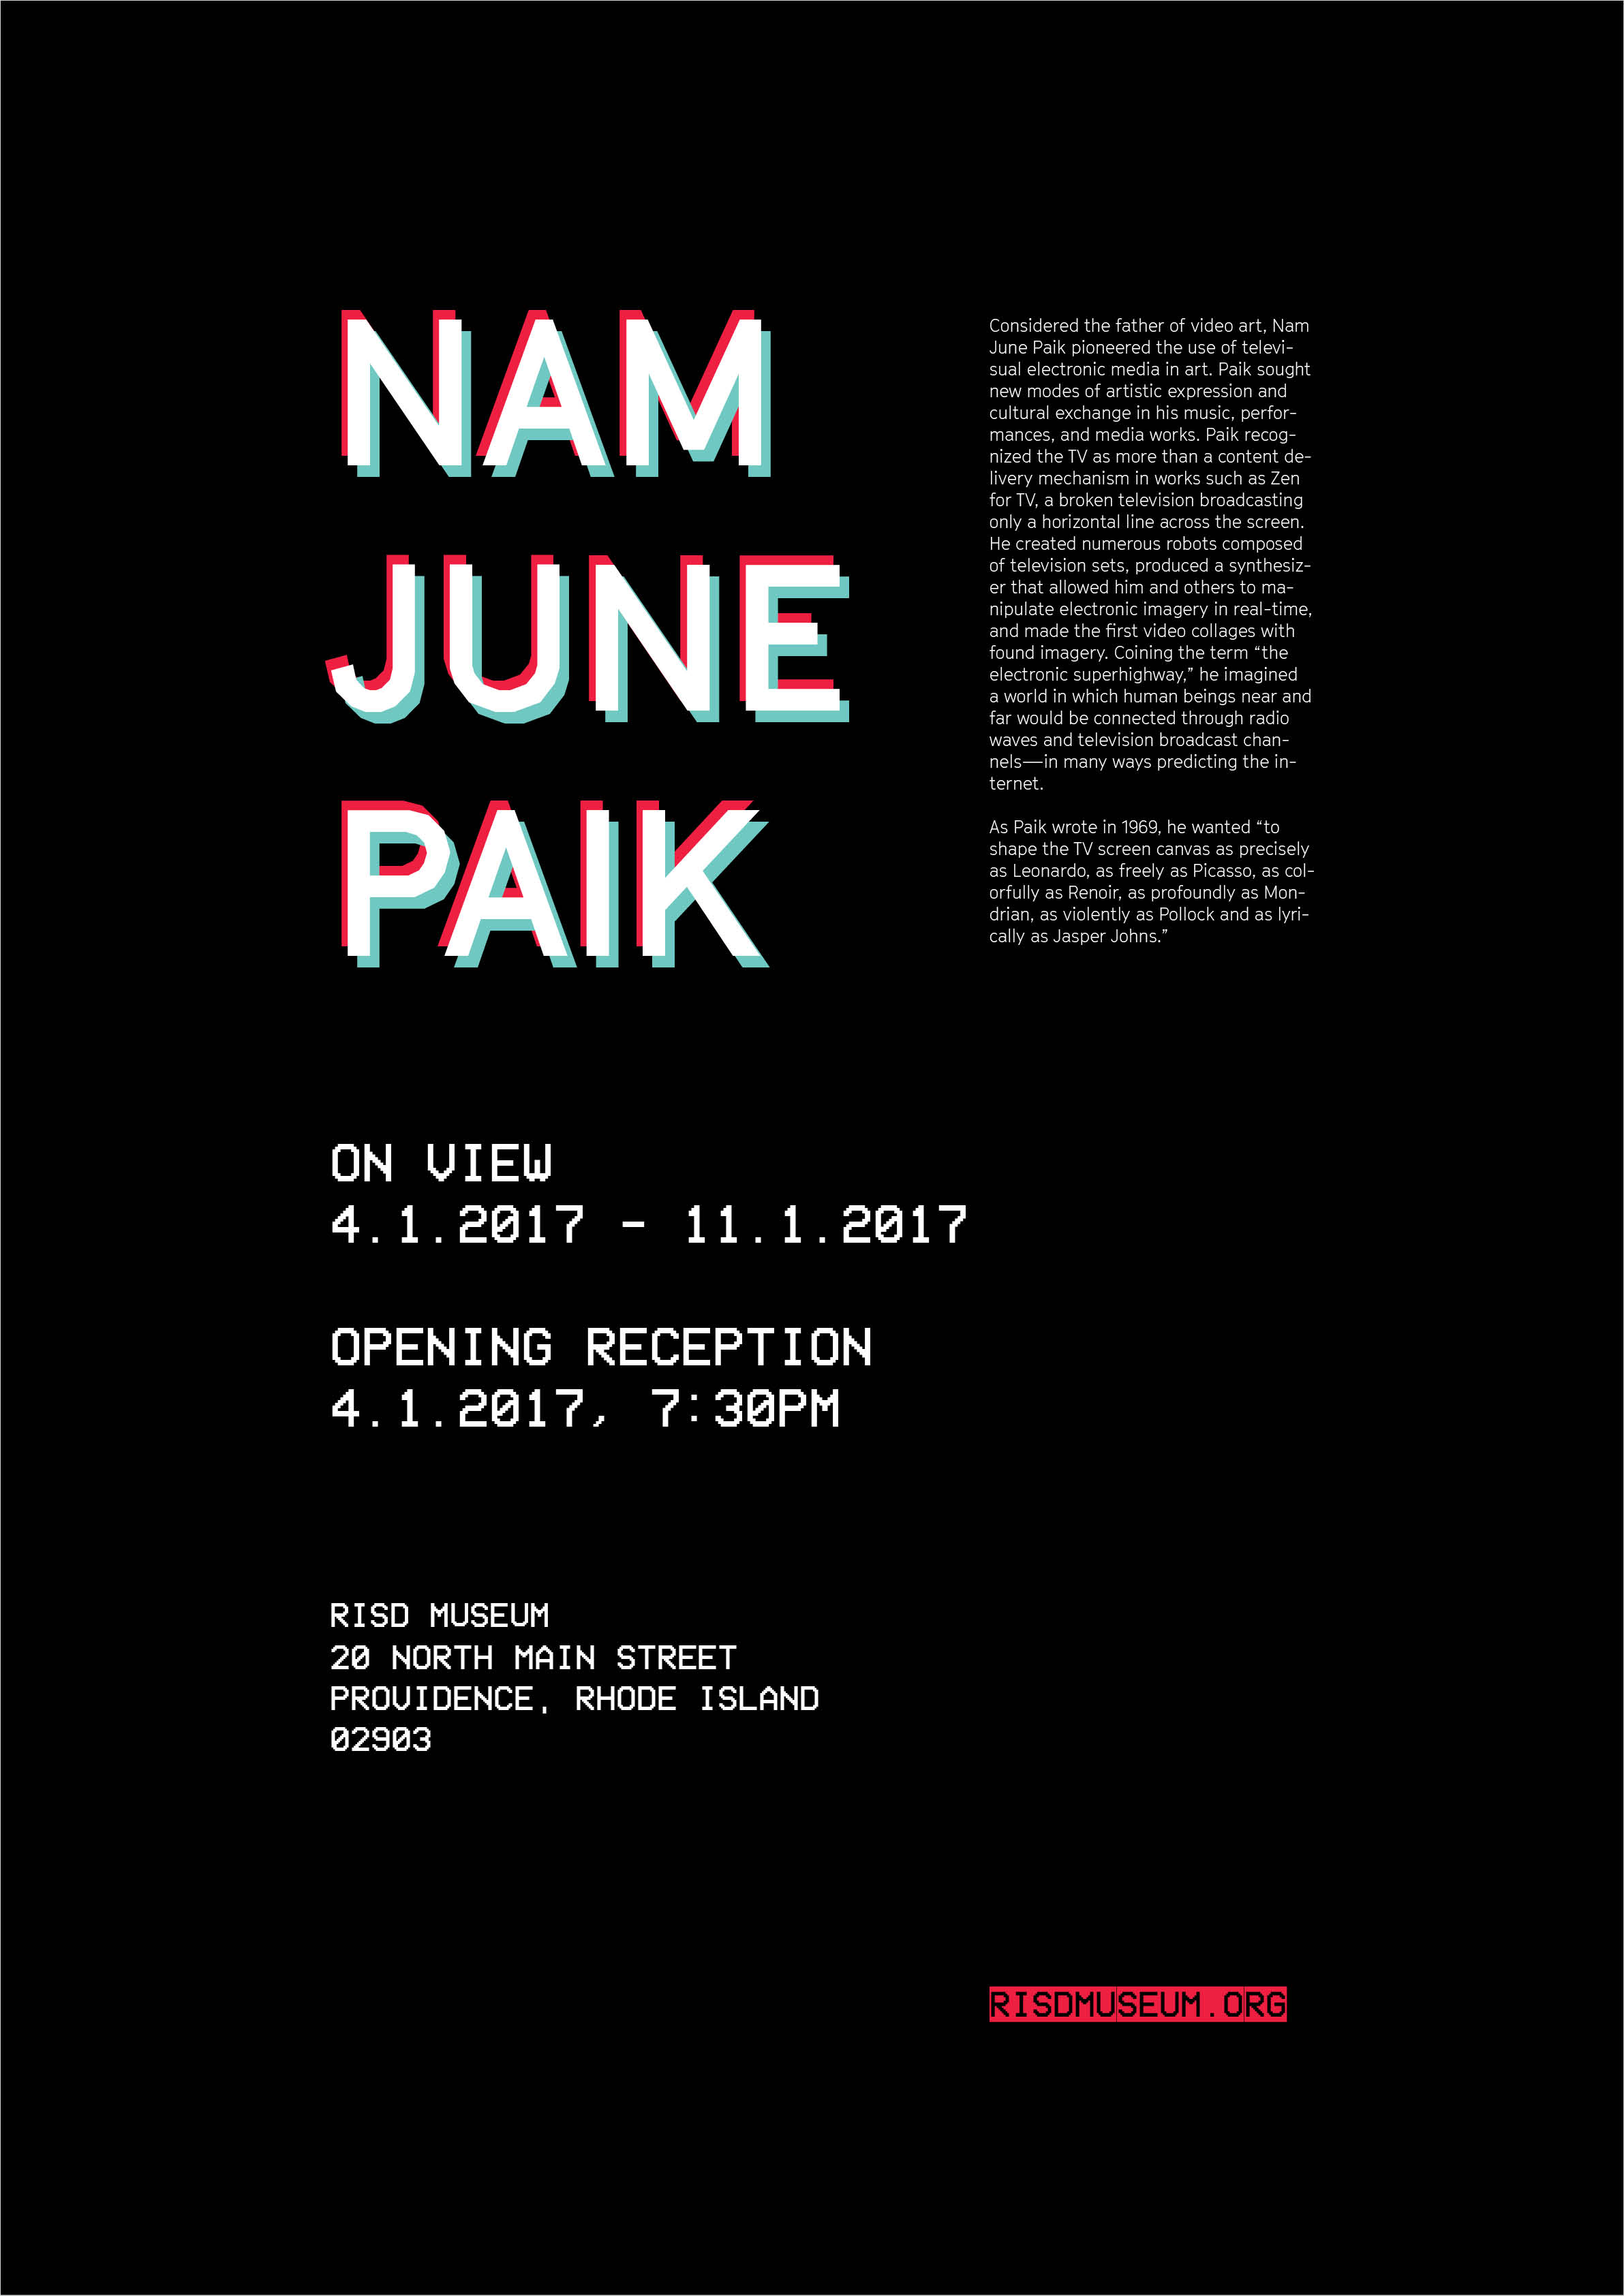 NAM
JUNE
PAIK
Considered the father of video art, Nam
June Paik pioneered the use of televi-
sual electronic media in art. Paik sought
new modes of artistic expression and
cultural exchange in his music, perfor-
mances, and media works. Paik recog-
nized the TV as more than a content de-
livery mechanism in works such as Zen
for TV, a broken television broadcasting
only a horizontal line across the screen.
He created numerous robots composed
of television sets, produced a synthesiz-
er that allowed him and others to ma-
nipulate electronic imagery in real-time,
and made the first video collages with
found imagery. Coining the term “the
electronic superhighway,” he imagined
a world in which human beings near and
far would be connected through radio
waves and television broadcast chan-
nels—in many ways predicting the in-
ternet.
As Paik wrote in 1969, he wanted “to
shape the TV screen canvas as precisely
as Leonardo, as freely as Picasso, as col-
orfully as Renoir, as profoundly as Mon-
drian, as violently as Pollock and as lyri-
cally as Jasper Johns.”
ON VIEW
4.1.2017 - 11.1.2017
OPENING RECEPTION
4.1.2017, 7:30PM
RISD MUSEUM
20 NORTH MAIN STREET
PROVIDENCE, RHODE ISLAND
02903
RISDMUSEUM.ORG